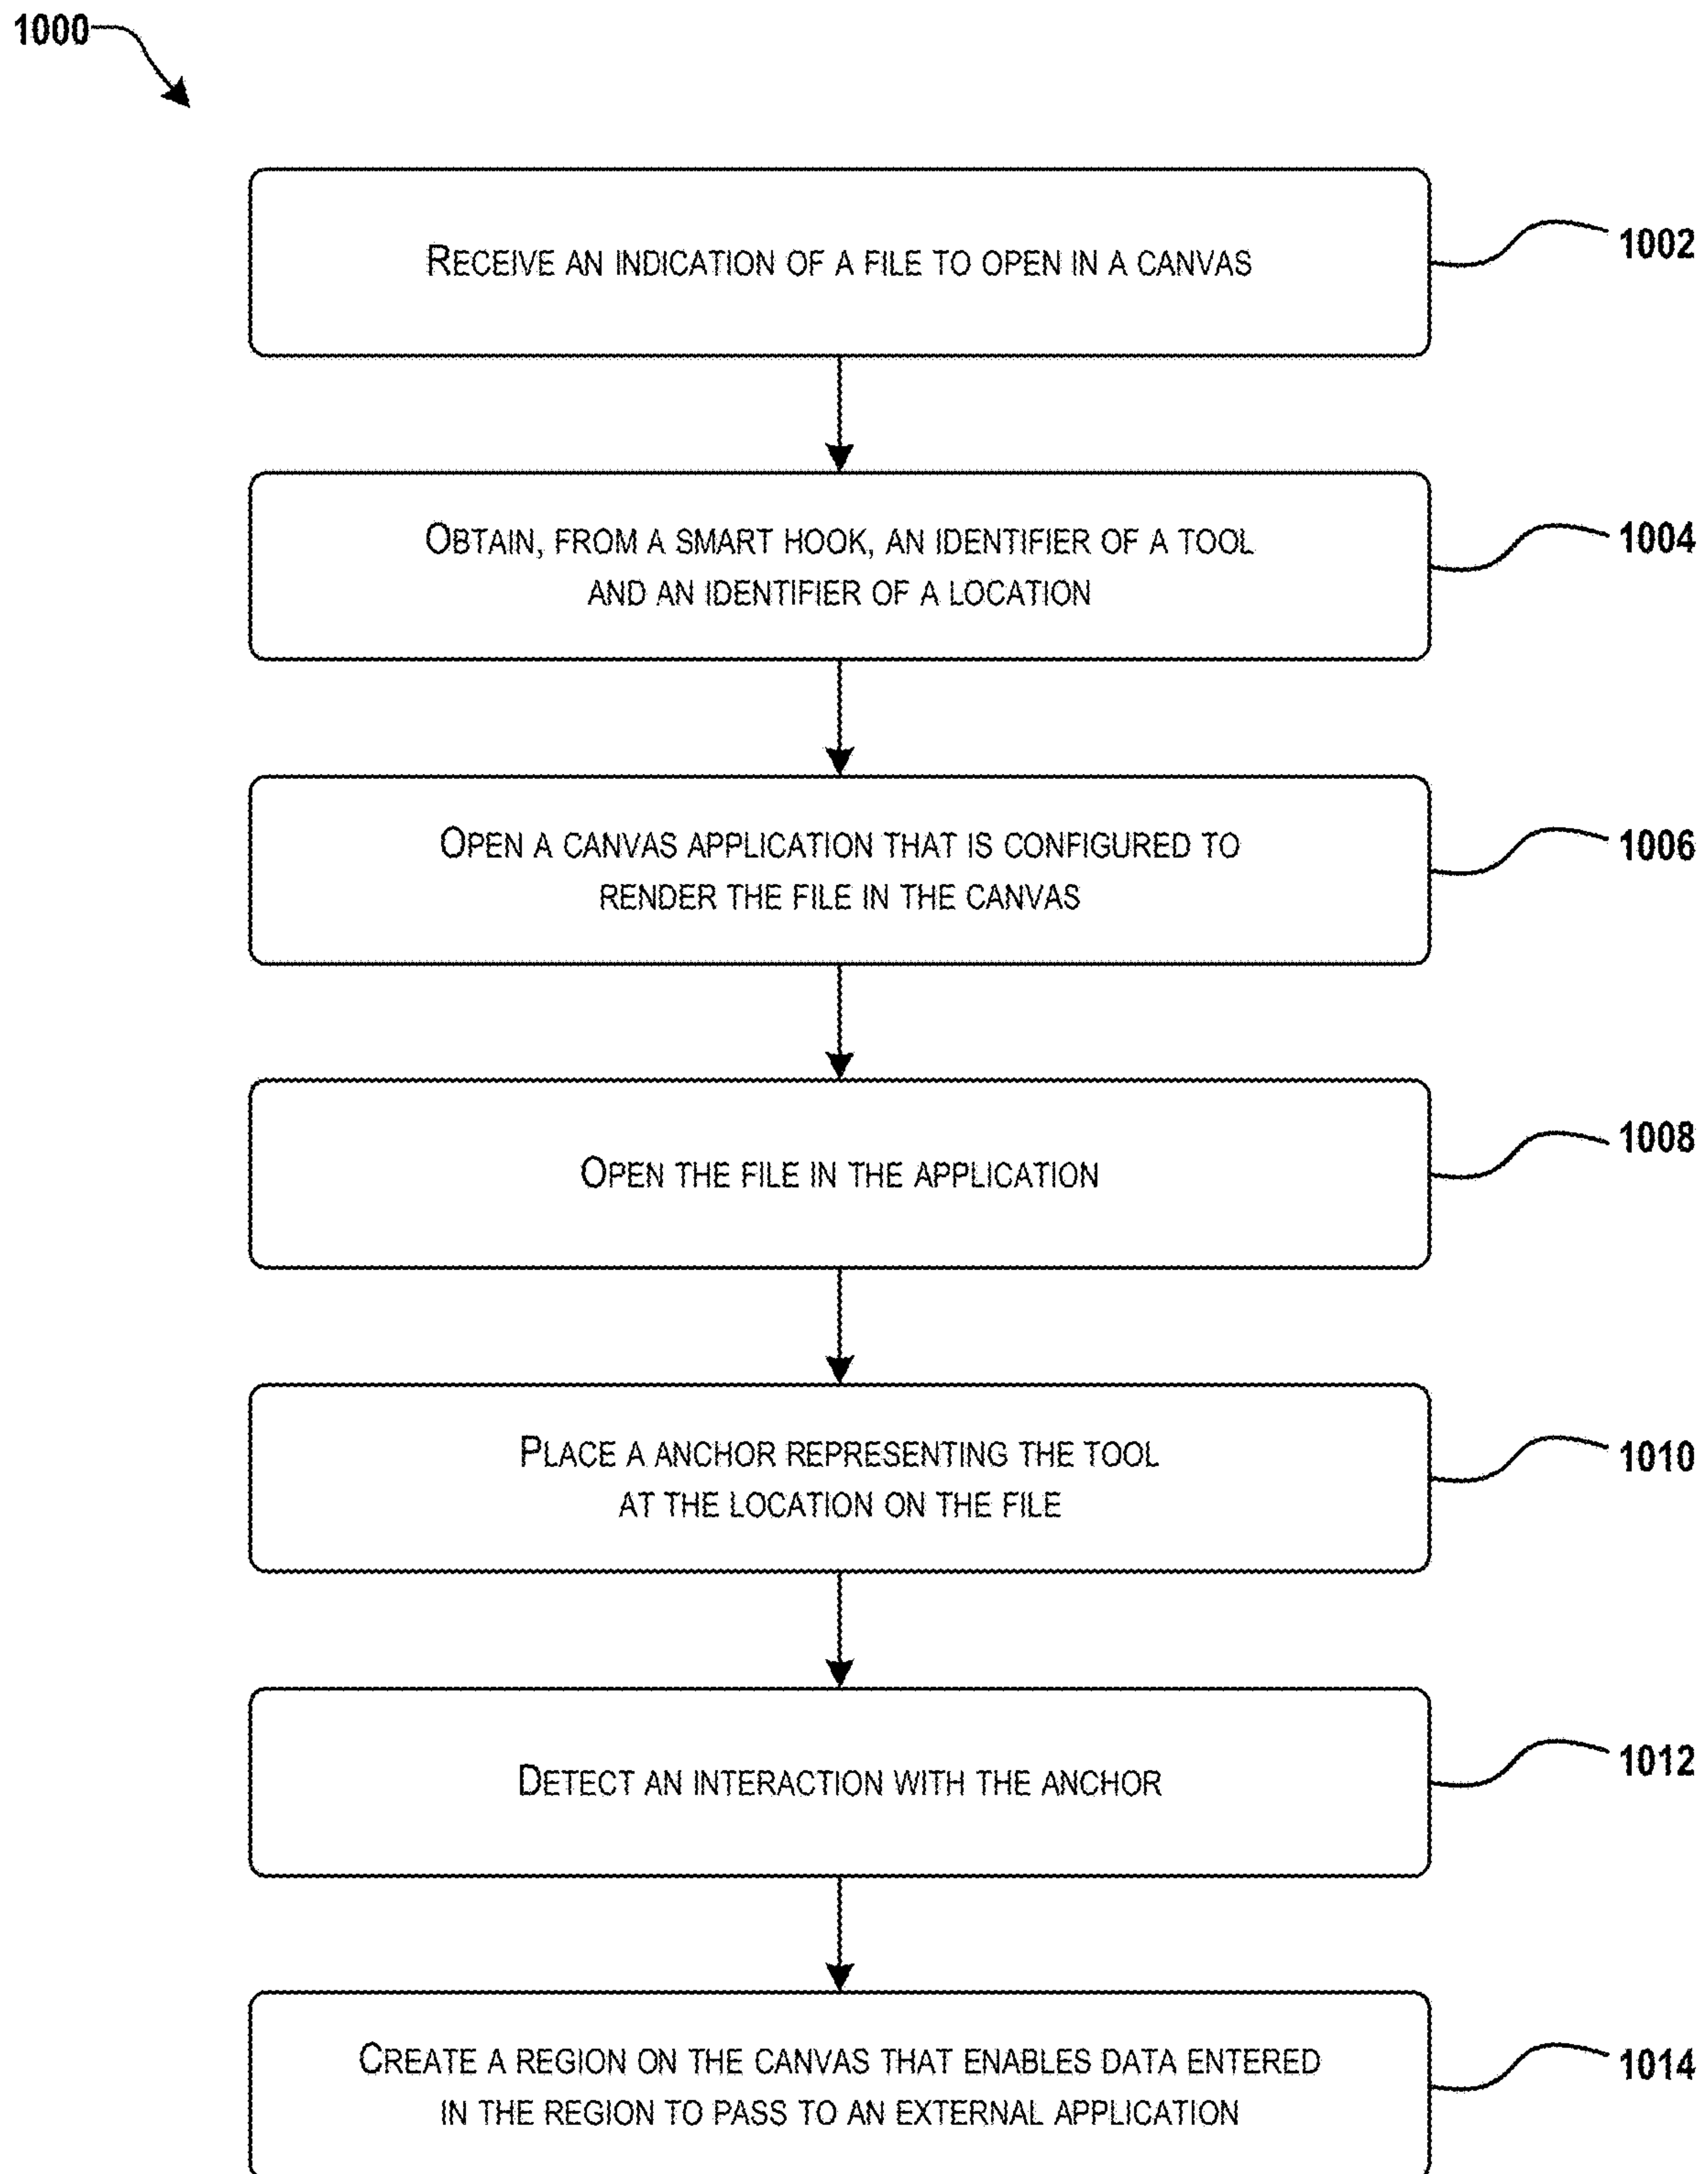 1000
RECEIVE AN INDICATION OF A FILE TO OPEN IN A CANVAS
1002
OBTAIN, FROM A SMART HOOK, AN IDENTIFIER OF A TOOL
AND AN IDENTIFIER OF A LOCATION
1004
OPEN A CANVAS APPLICATION THAT IS CONFIGURED TO
RENDER THE FILE IN THE CANVAS
1006
OPEN THE FILE IN THE APPLICATION
1008
PLACE A ANCHOR REPRESENTING THE TOOL
AT THE LOCATION ON THE FILE
1010
DETECT AN INTERACTION WITH THE ANCHOR
1012
CREATE A REGION ON THE CANVAS THAT ENABLES DATA ENTERED
IN THE REGION TO PASS TO AN EXTERNAL APPLICATION
1014